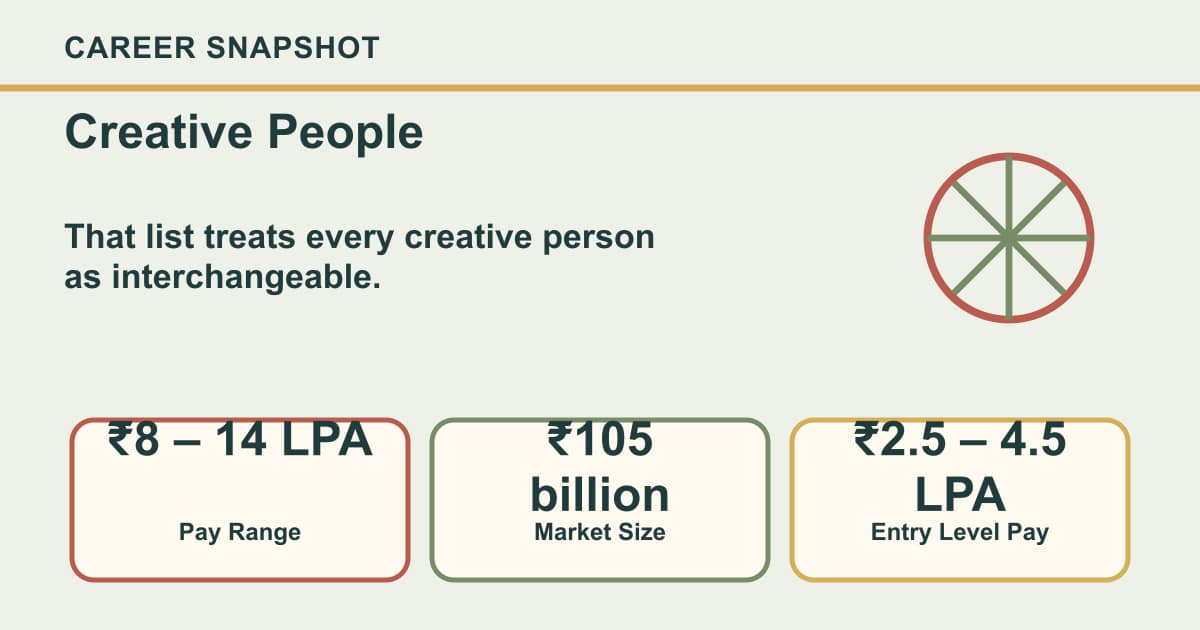 CAREER SNAPSHOT
Creative People
That list treats every creative person
as interchangeable.
₹8 – 14 LPA
Pay Range
₹105
billion
Market Size
₹2.5 – 4.5
LPA
Entry Level Pay